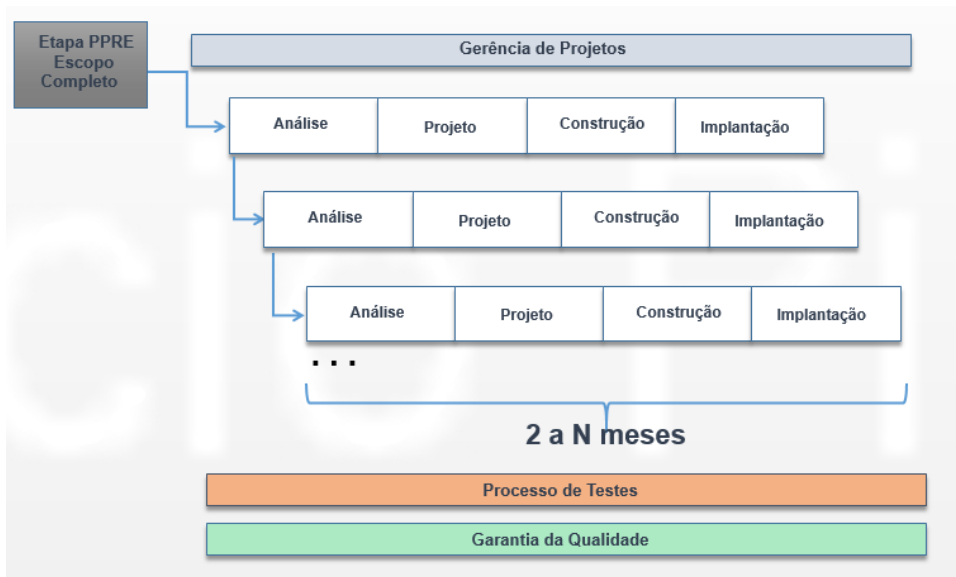 Etapa PPRE
Escopo
Completo
Gerência de Projetos
Análise
Projeto
Construção
Implantação
Análise
Projeto
Construção
Implantação
Análise
Projeto
Construção
Implantação
. . .
2 a N meses
Processo de Testes
Garantia da Qualidade